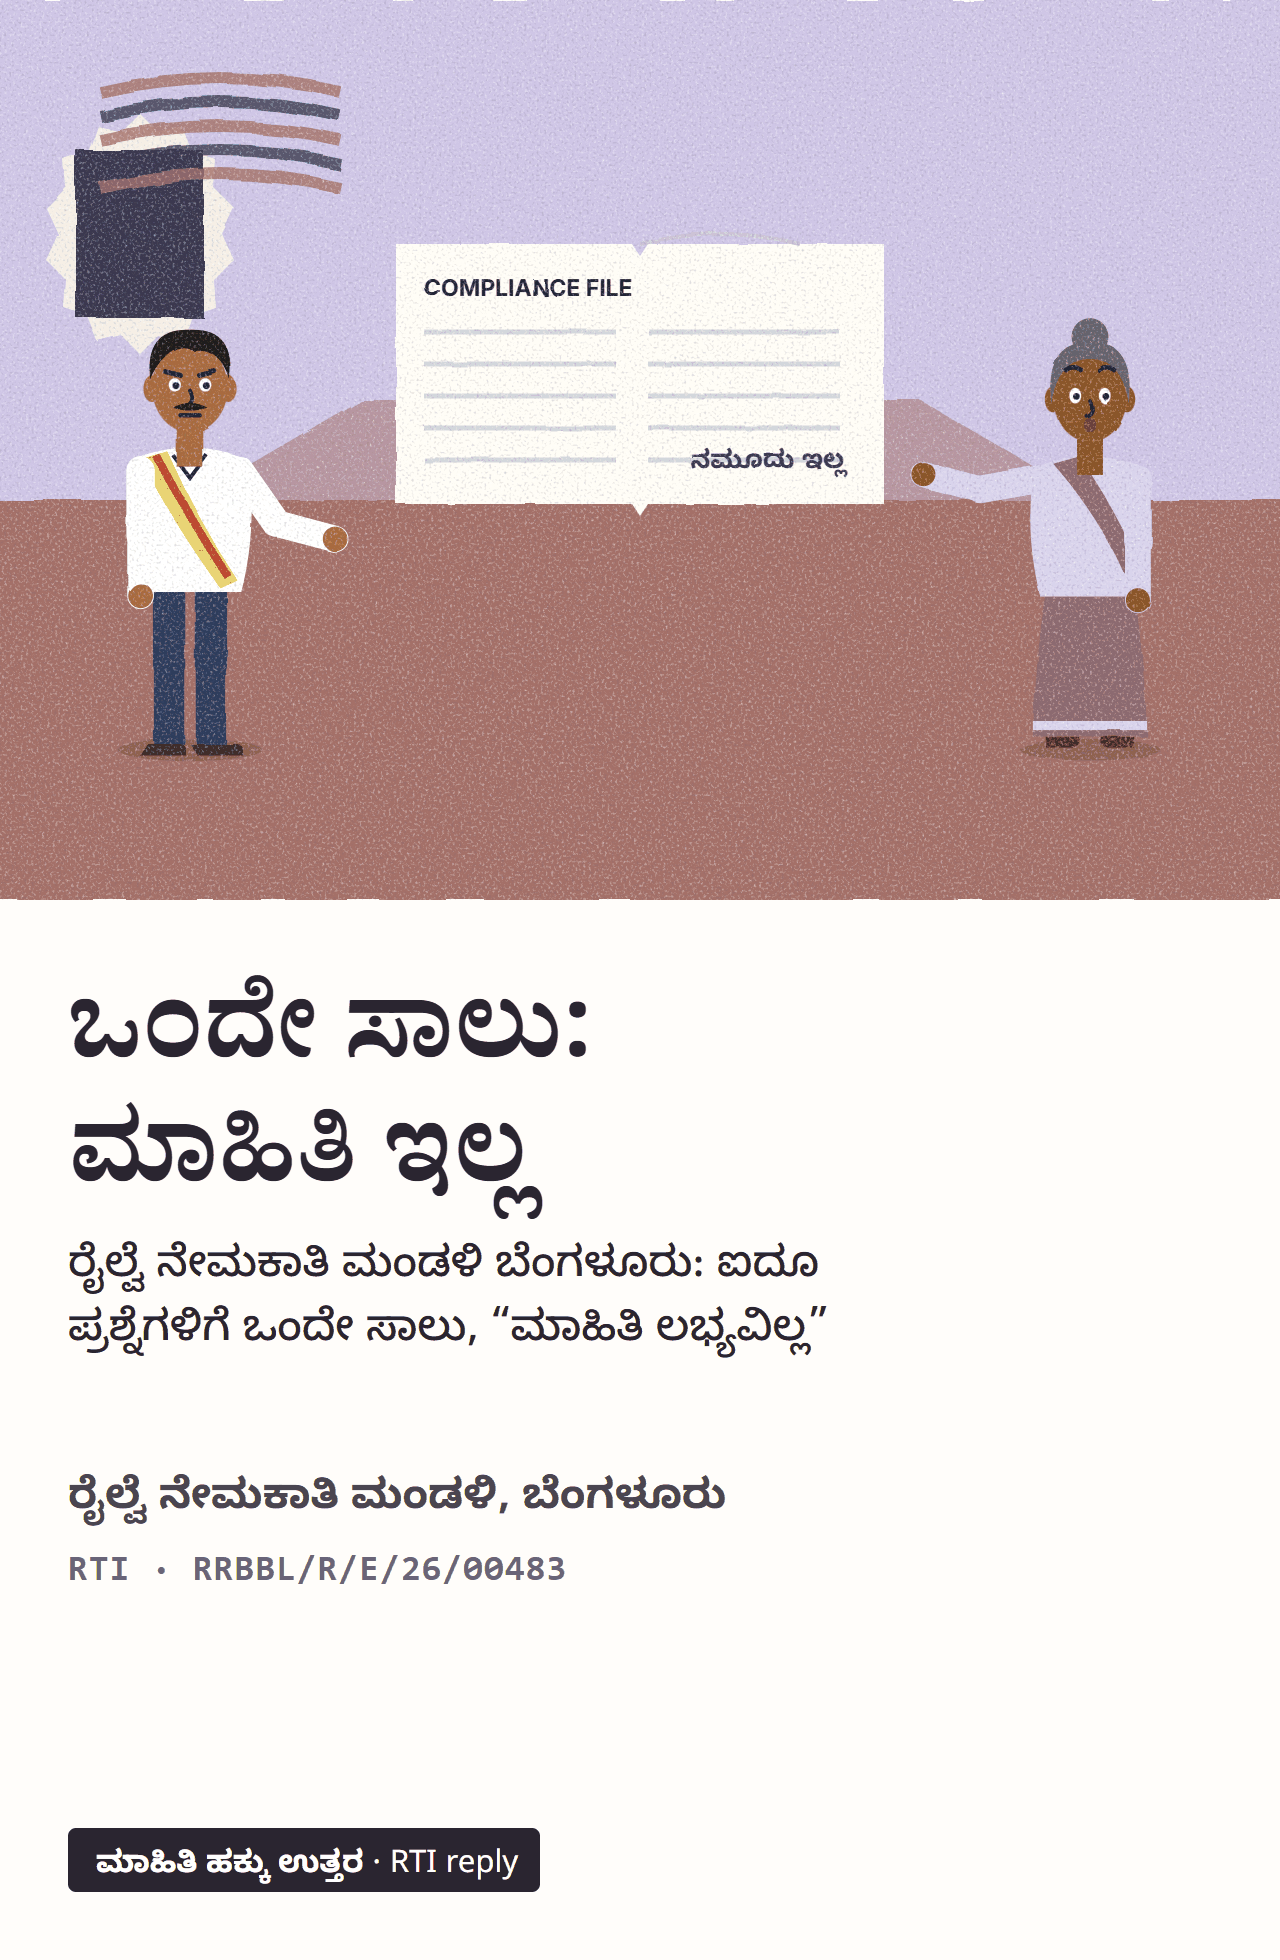 COMPLIANCE FILE
ನಮೂದು ಇಲ್ಲ
ಒಂದೇ ಸಾಲು:
ಮಾಹಿತಿ ಇಲ್ಲ
ರೈಲ್ವೆ ನೇಮಕಾತಿ ಮಂಡಳಿ ಬೆಂಗಳೂರು: ಐದೂ
ಪ್ರಶ್ನೆಗಳಿಗೆ ಒಂದೇ ಸಾಲು, “ಮಾಹಿತಿ ಲಭ್ಯವಿಲ್ಲ”
ರೈಲ್ವೆ ನೇಮಕಾತಿ ಮಂಡಳಿ, ಬೆಂಗಳೂರು
RTI · RRBBL/R/E/26/00483
ಮಾಹಿತಿ ಹಕ್ಕು ಉತ್ತರ · RTI reply